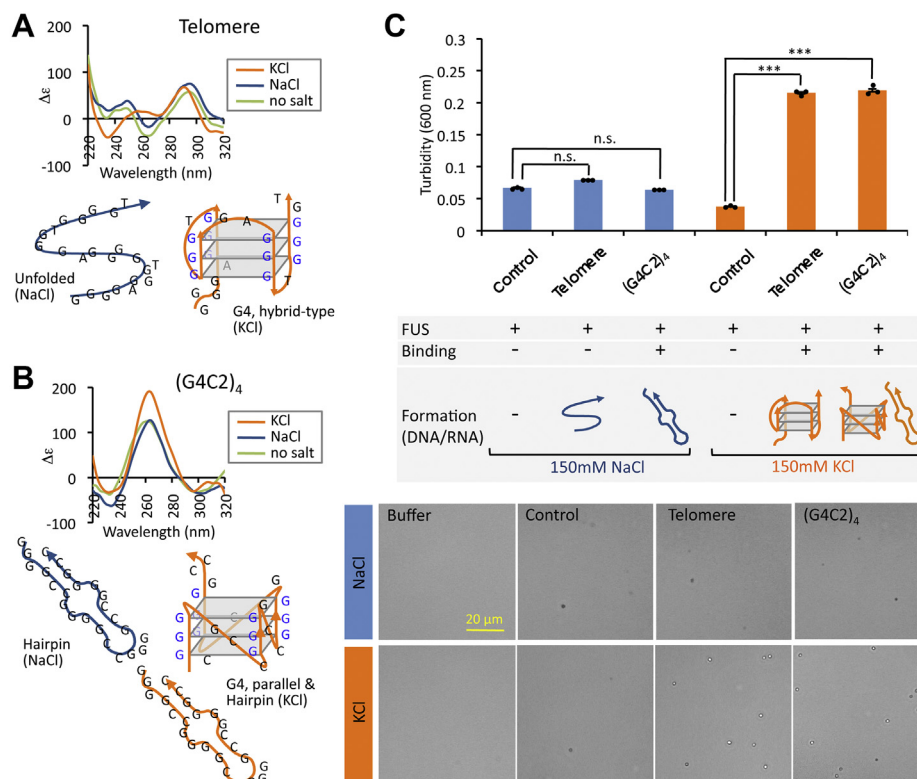 A
Telomere
Δε
200
100
0
-100
220
240
260
280
300
320
Wavelength (nm)
KCl
NaCl
no salt
Unfolded
(NaCl)
G4, hybrid-type
(KCl)
B
(G4C2)4
Δε
200
100
0
-100
220
240
260
280
300
320
Wavelength (nm)
KCl
NaCl
no salt
Hairpin
(NaCl)
G4, parallel &
Hairpin (KCl)
C
Turbidity (600 nm)
0.3
0.25
0.2
0.15
0.1
0.05
0
n.s.
n.s.
***
***
Control
Telomere
(G4C2)4
Control
Telomere
(G4C2)4
FUS + + + + + +
Binding - - + - + +
Formation
(DNA/RNA)
- -
150mM NaCl
150mM KCl
Buffer
Control
Telomere
(G4C2)4
NaCl
20 µm
KCl